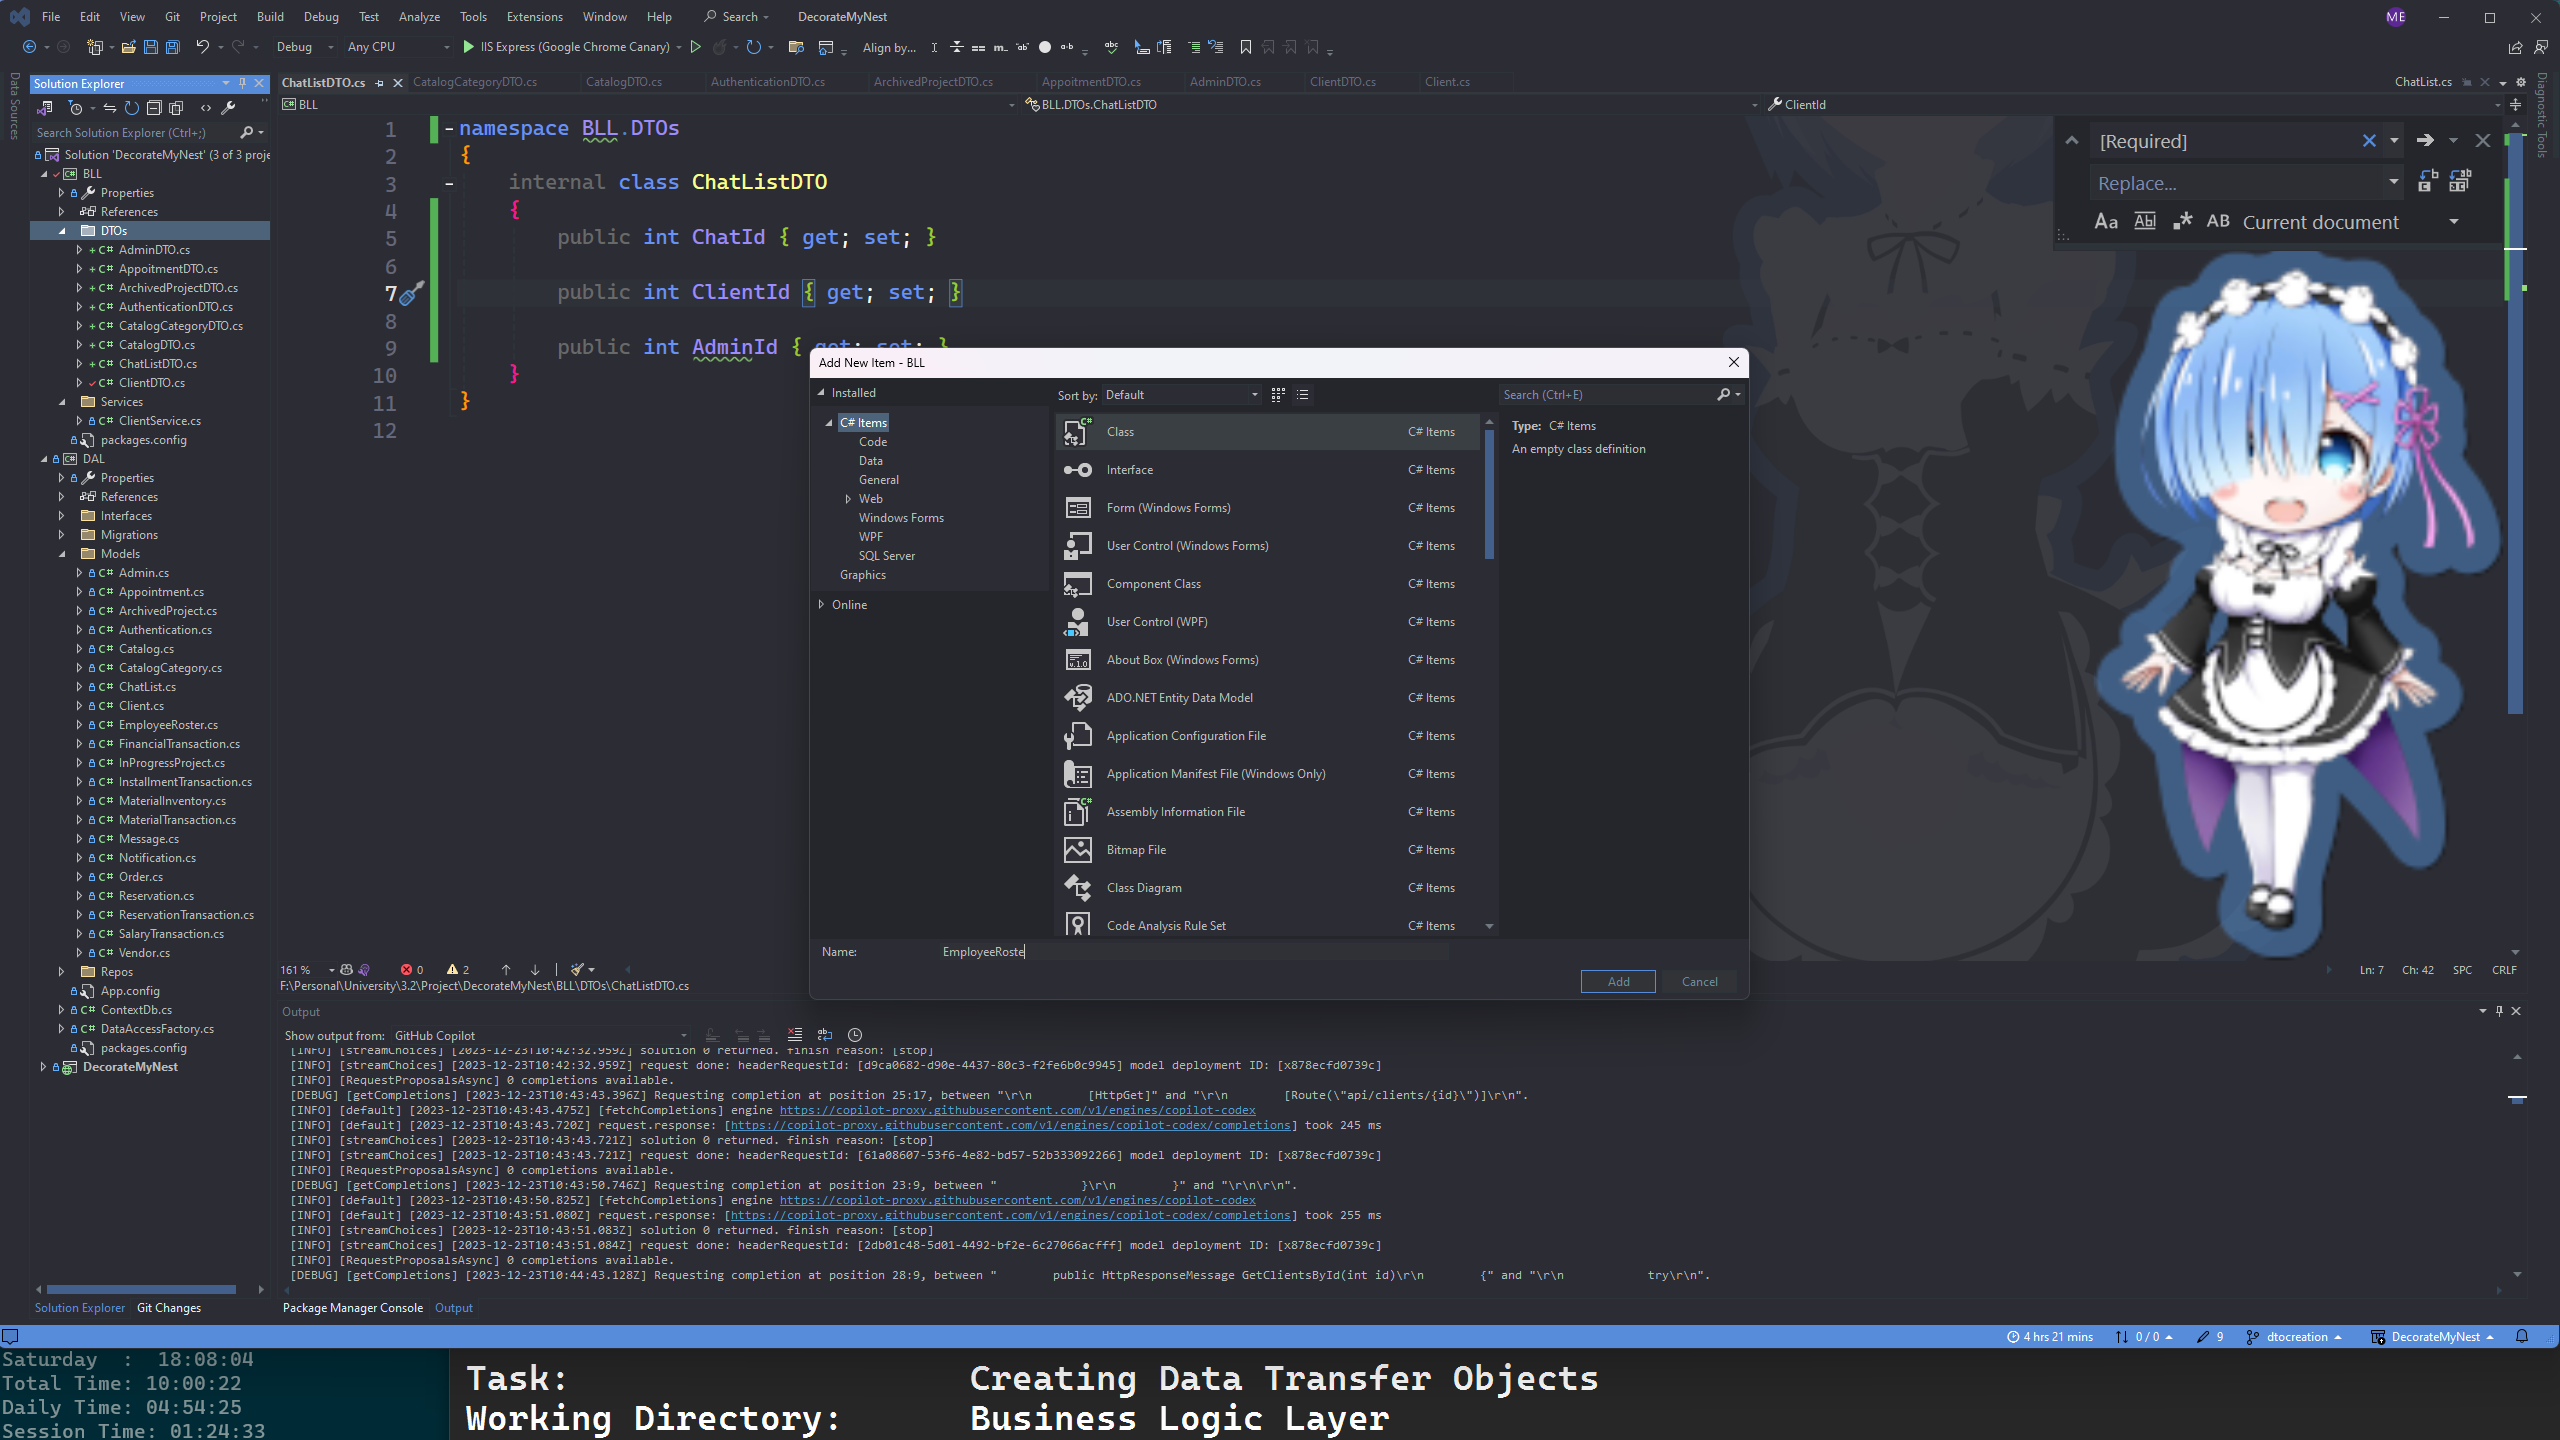 File Edit View Git Project Build Debug Test Analyze Tools Extensions Window Help Search DecorateMyNest ME
Debug Any CPU IIS Express (Google Chrome Canary) Align by...
Data Sources
Solution Explorer
Search Solution Explorer (Ctrl+;)
Solution 'DecorateMyNest' (3 of 3 proje
BLL
Properties
References
DTOs
AdminDTO.cs
AppoitmentDTO.cs
ArchivedProjectDTO.cs
AuthenticationDTO.cs
CatalogCategoryDTO.cs
CatalogDTO.cs
ChatListDTO.cs
ClientDTO.cs
Services
ClientService.cs
packages.config
DAL
Properties
References
Interfaces
Migrations
Models
Admin.cs
Appointment.cs
ArchivedProject.cs
Authentication.cs
Catalog.cs
CatalogCategory.cs
ChatList.cs
Client.cs
EmployeeRoster.cs
FinancialTransaction.cs
InProgressProject.cs
InstallmentTransaction.cs
MaterialInventory.cs
MaterialTransaction.cs
Message.cs
Notification.cs
Order.cs
Reservation.cs
ReservationTransaction.cs
SalaryTransaction.cs
Vendor.cs
Repos
App.config
ContextDb.cs
DataAccessFactory.cs
packages.config
DecorateMyNest
Solution Explorer Git Changes
ChatListDTO.cs CatalogCategoryDTO.cs CatalogDTO.cs AuthenticationDTO.cs ArchivedProjectDTO.cs AppoitmentDTO.cs AdminDTO.cs ClientDTO.cs Client.cs ChatList.cs
BLL BLL.DTOs.ChatListDTO ClientId
1 namespace BLL.DTOs
2 {
3 internal class ChatListDTO
4 {
5 public int ChatId { get; set; }
6
7 public int ClientId { get; set; }
8
9 public int AdminId { get; set; }
10 }
11 }
12
[Required]
Replace...
Aa Abl .* AB Current document
Diagnostic Tools
Add New Item - BLL
Installed
C# Items
Code
Data
General
Web
Windows Forms
WPF
SQL Server
Graphics
Online
Sort by: Default
Class C# Items
Interface C# Items
Form (Windows Forms) C# Items
User Control (Windows Forms) C# Items
Component Class C# Items
User Control (WPF) C# Items
About Box (Windows Forms) C# Items
ADO.NET Entity Data Model C# Items
Application Configuration File C# Items
Application Manifest File (Windows Only) C# Items
Assembly Information File C# Items
Bitmap File C# Items
Class Diagram C# Items
Code Analysis Rule Set C# Items
Search (Ctrl+E)
Type: C# Items
An empty class definition
Name: EmployeeRoste
Add Cancel
161 % 0 2 Ln: 7 Ch: 42 SPC CRLF
F:\Personal\University\3.2\Project\DecorateMyNest\BLL\DTOs\ChatListDTO.cs
Output
Show output from: GitHub Copilot
[INFO] [streamChoices] [2023-12-23T10:42:32.959Z] solution 0 returned. finish reason: [stop]
[INFO] [streamChoices] [2023-12-23T10:42:32.959Z] request done: headerRequestId: [d9ca0682-d90e-4437-80c3-f2fe6b0c9945] model deployment ID: [x878ecfd0739c]
[INFO] [RequestProposalsAsync] 0 completions available.
[DEBUG] [getCompletions] [2023-12-23T10:43:43.396Z] Requesting completion at position 25:17, between "\r\n [HttpGet]" and "\r\n [Route(\"api/clients/{id}\")]\r\n".
[INFO] [default] [2023-12-23T10:43:43.475Z] [fetchCompletions] engine https://copilot-proxy.githubusercontent.com/v1/engines/copilot-codex
[INFO] [default] [2023-12-23T10:43:43.720Z] request.response: [https://copilot-proxy.githubusercontent.com/v1/engines/copilot-codex/completions] took 245 ms
[INFO] [streamChoices] [2023-12-23T10:43:43.721Z] solution 0 returned. finish reason: [stop]
[INFO] [streamChoices] [2023-12-23T10:43:43.721Z] request done: headerRequestId: [61a08607-53f6-4e82-bd57-52b333092266] model deployment ID: [x878ecfd0739c]
[INFO] [RequestProposalsAsync] 0 completions available.
[DEBUG] [getCompletions] [2023-12-23T10:43:50.746Z] Requesting completion at position 23:9, between " }\r\n }" and "\r\n\r\n".
[INFO] [default] [2023-12-23T10:43:50.825Z] [fetchCompletions] engine https://copilot-proxy.githubusercontent.com/v1/engines/copilot-codex
[INFO] [default] [2023-12-23T10:43:51.080Z] request.response: [https://copilot-proxy.githubusercontent.com/v1/engines/copilot-codex/completions] took 255 ms
[INFO] [streamChoices] [2023-12-23T10:43:51.083Z] solution 0 returned. finish reason: [stop]
[INFO] [streamChoices] [2023-12-23T10:43:51.084Z] request done: headerRequestId: [2db01c48-5d01-4492-bf2e-6c27066acfff] model deployment ID: [x878ecfd0739c]
[INFO] [RequestProposalsAsync] 0 completions available.
[DEBUG] [getCompletions] [2023-12-23T10:44:43.128Z] Requesting completion at position 28:9, between " public HttpResponseMessage GetClientsById(int id)\r\n {" and "\r\n try\r\n".
Package Manager Console Output
4 hrs 21 mins 0 / 0 9 dtocreation DecorateMyNest
Saturday : 18:08:04
Total Time: 10:00:22
Daily Time: 04:54:25
Session Time: 01:24:33
Task: Creating Data Transfer Objects
Working Directory: Business Logic Layer